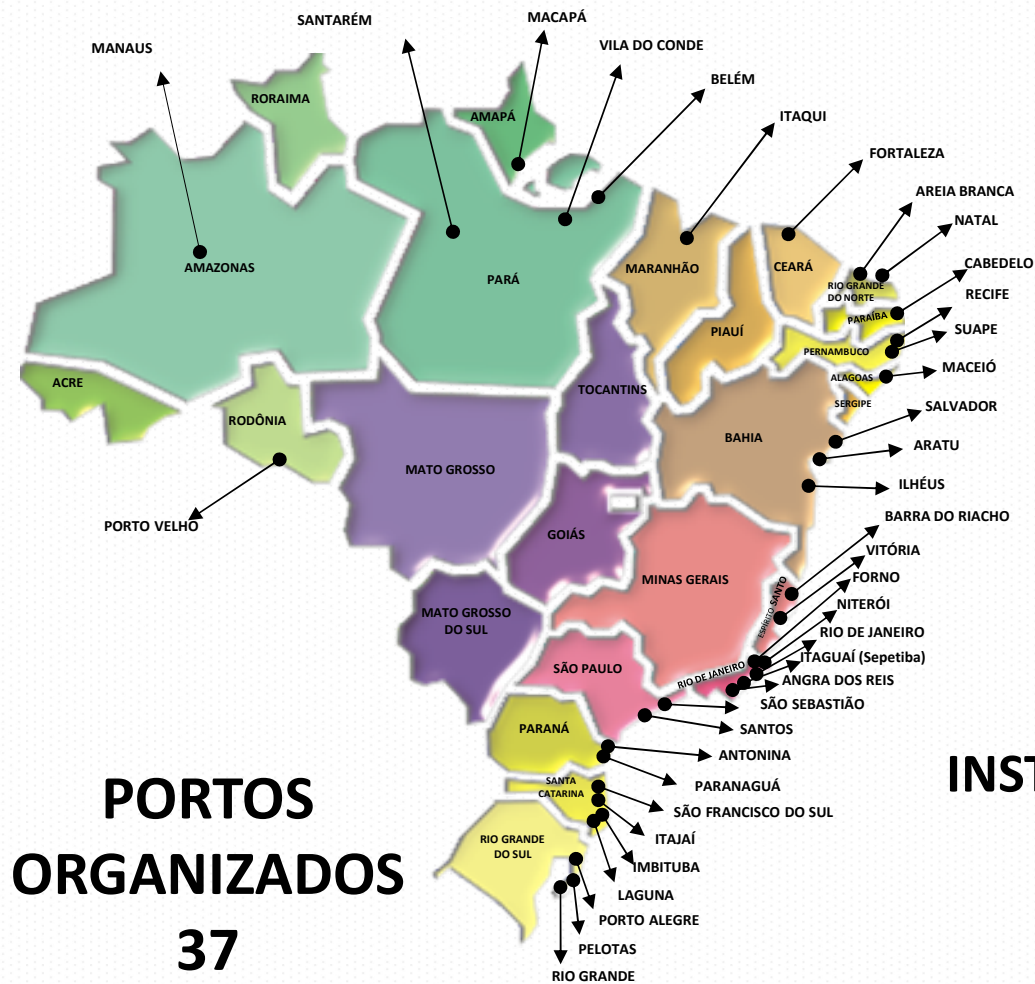 MACAPÁ
SANTARÉM
VILA DO CONDE
MANAUS
BELÉM
RORAIMA
AMAPÁ
ITAQUI
FORTALEZA
AREIA BRANCA
NATAL
CABEDELO
RECIFE
SUAPE
MACEIÓ
SALVADOR
ARATU
ILHÉUS
AMAZONAS
PARÁ
MARANHÃO
CEARÁ
RIO GRANDE
DO NORTE
PARAÍBA
PIAUÍ
PERNAMBUCO
ALAGOAS
SERGIPE
ACRE
RODÔNIA
TOCANTINS
BAHIA
MATO GROSSO
PORTO VELHO
GOIÁS
BARRA DO RIACHO
VITÓRIA
FORNO
NITERÓI
RIO DE JANEIRO
ITAGUAÍ (Sepetiba)
ANGRA DOS REIS
SÃO SEBASTIÃO
SANTOS
ANTONINA
PARANAGUÁ
SÃO FRANCISCO DO SUL
ITAJAÍ
IMBITUBA
LAGUNA
PORTO ALEGRE
PELOTAS
RIO GRANDE
MINAS GERAIS
ESPÍRITO SANTO
MATO GROSSO
DO SUL
SÃO PAULO
RIO DE JANEIRO
PARANÁ
SANTA
CATARINA
RIO GRANDE
DO SUL
PORTOS
ORGANIZADOS
37
INST